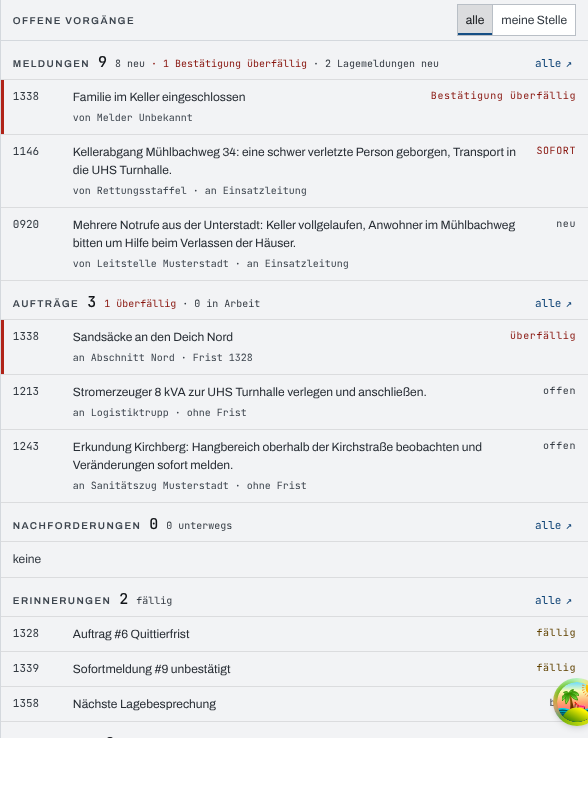 OFFENE VORGÄNGE
alle meine Stelle
MELDUNGEN 9 8 neu · 1 Bestätigung überfällig · 2 Lagemeldungen neu alle ↗
1338 Familie im Keller eingeschlossen Bestätigung überfällig
von Melder Unbekannt
1146 Kellerabgang Mühlbachweg 34: eine schwer verletzte Person geborgen, Transport in SOFORT
die UHS Turnhalle.
von Rettungsstaffel · an Einsatzleitung
0920 Mehrere Notrufe aus der Unterstadt: Keller vollgelaufen, Anwohner im Mühlbachweg neu
bitten um Hilfe beim Verlassen der Häuser.
von Leitstelle Musterstadt · an Einsatzleitung
AUFTRÄGE 3 1 überfällig · 0 in Arbeit alle ↗
1338 Sandsäcke an den Deich Nord überfällig
an Abschnitt Nord · Frist 1328
1213 Stromerzeuger 8 kVA zur UHS Turnhalle verlegen und anschließen. offen
an Logistiktrupp · ohne Frist
1243 Erkundung Kirchberg: Hangbereich oberhalb der Kirchstraße beobachten und offen
Veränderungen sofort melden.
an Sanitätszug Musterstadt · ohne Frist
NACHFORDERUNGEN 0 0 unterwegs alle ↗
keine
ERINNERUNGEN 2 fällig alle ↗
1328 Auftrag #6 Quittierfrist fällig
1339 Sofortmeldung #9 unbestätigt fällig
1358 Nächste Lagebesprechung